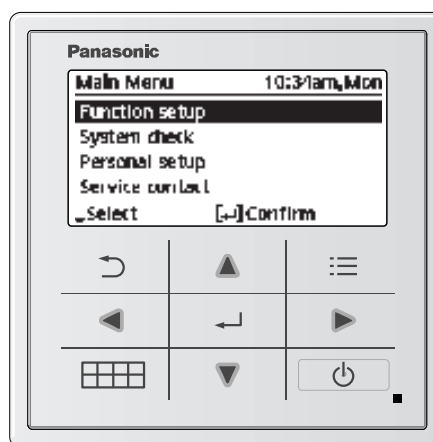 Panasonic
Main Menu 10:34am,Mon
Function setup
System check
Personal setup
Service contact
Select [↵]Confirm